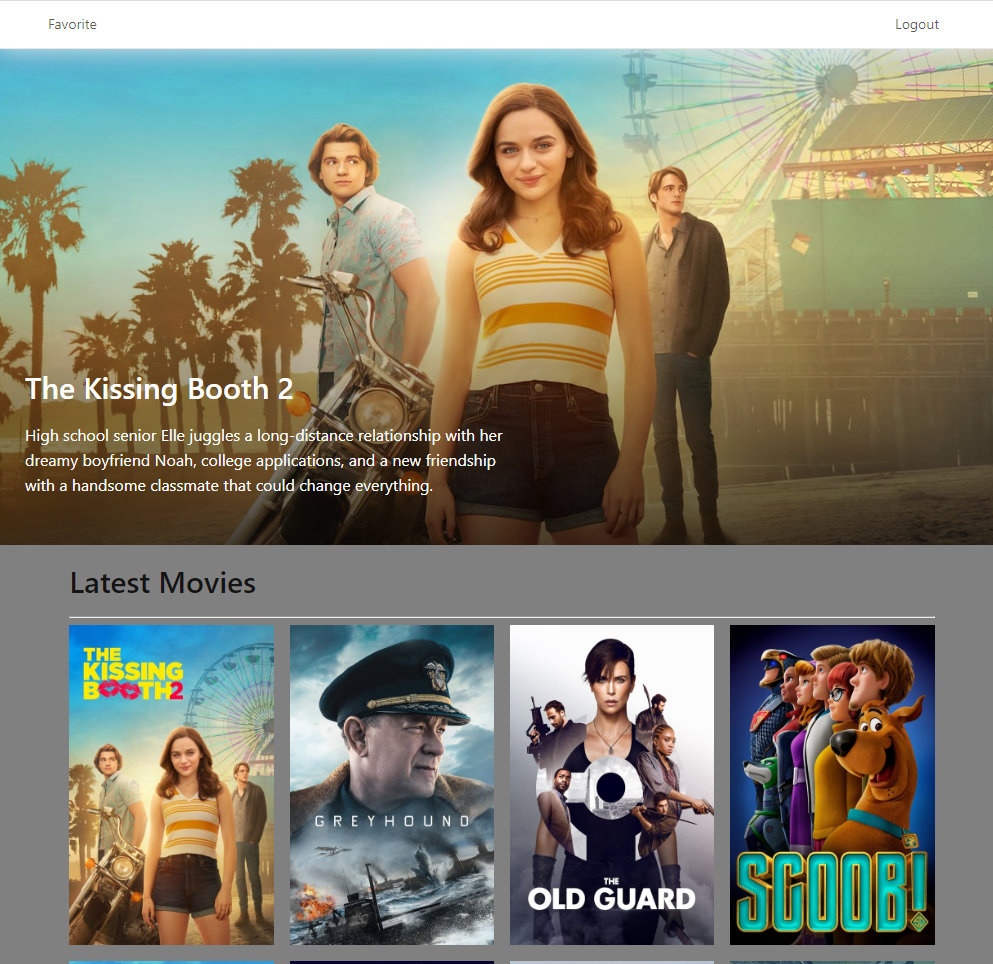 Favorite
Logout
The Kissing Booth 2
High school senior Elle juggles a long-distance relationship with her
dreamy boyfriend Noah, college applications, and a new friendship
with a handsome classmate that could change everything.
Latest Movies
THE
KISSING
BOOTH2
GREYHOUND
THE
OLD GUARD
SCOOB!